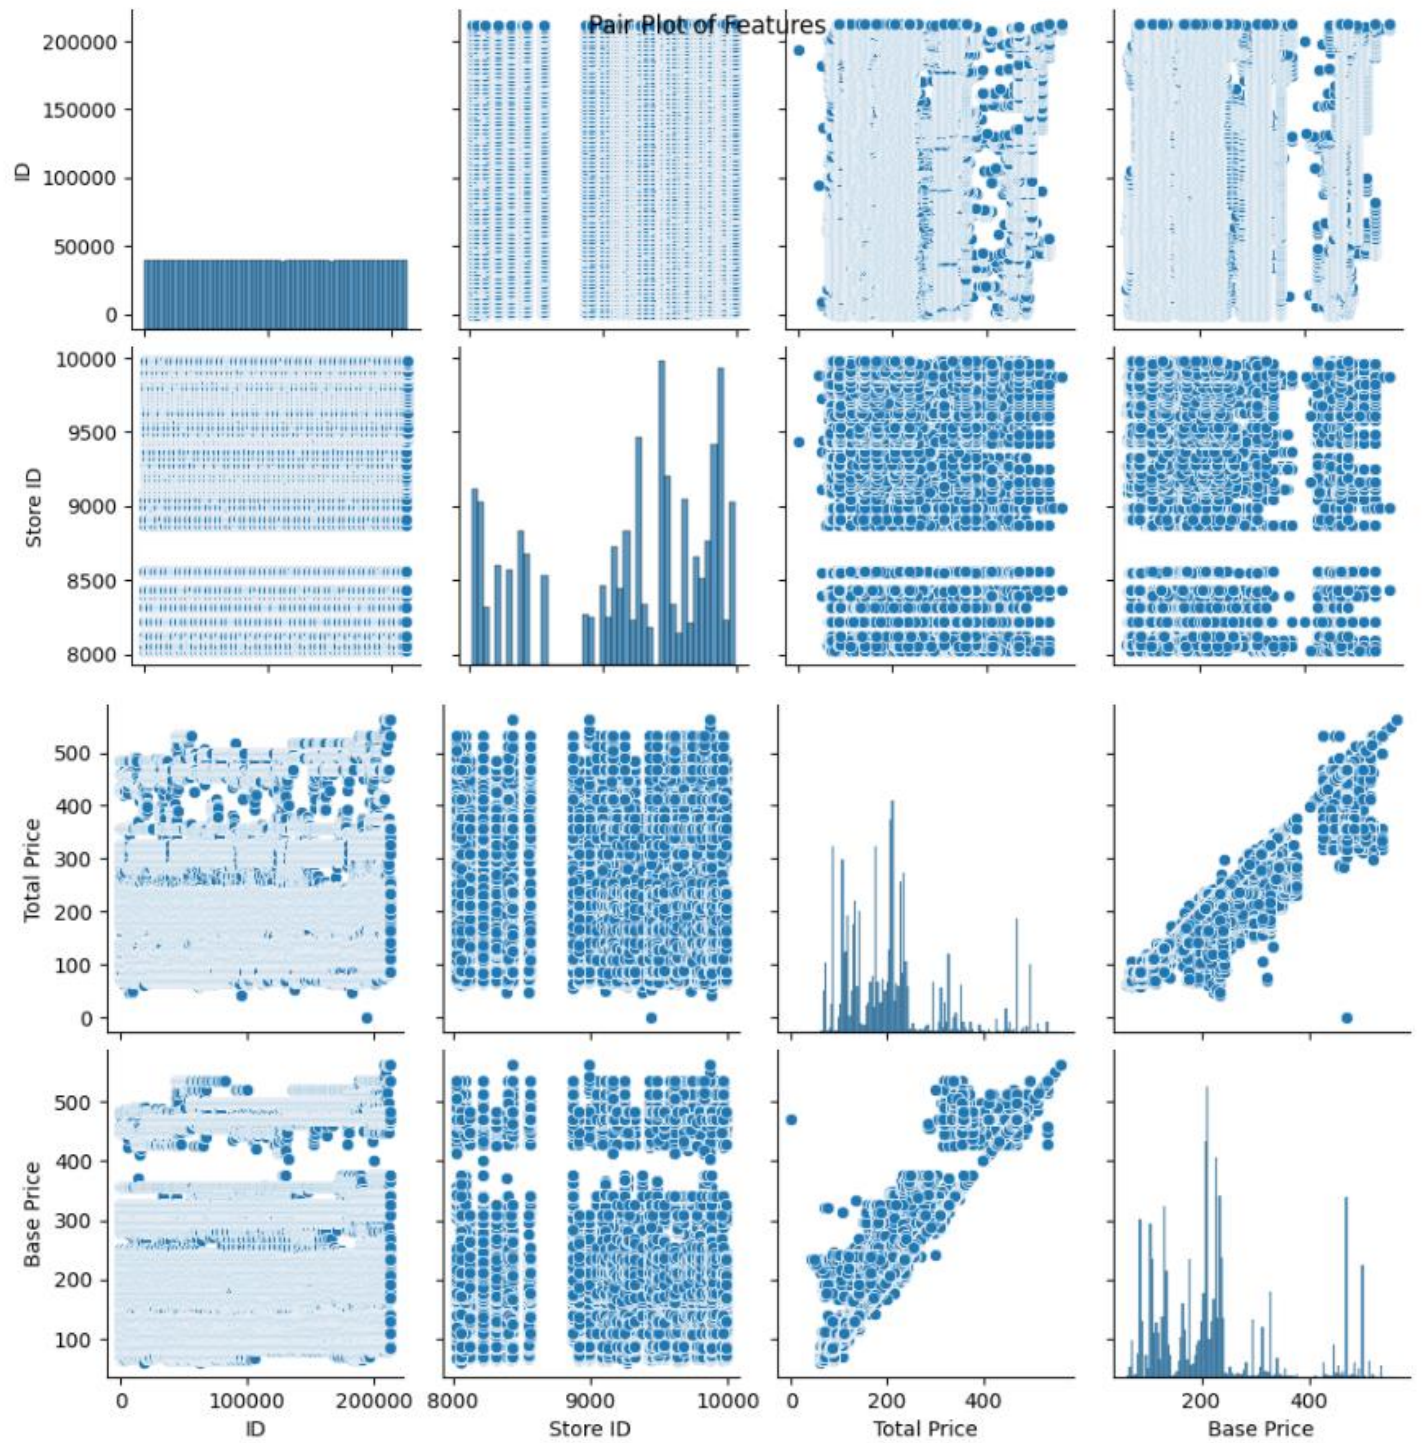 Pair Plot of Features
200000
150000
100000
50000
0
ID
10000
9500
9000
8500
8000
Store ID
500
400
300
200
100
0
Total Price
500
400
300
200
100
Base Price
0 100000 200000
8000 9000 10000
0 200 400
200 400
ID
Store ID
Total Price
Base Price